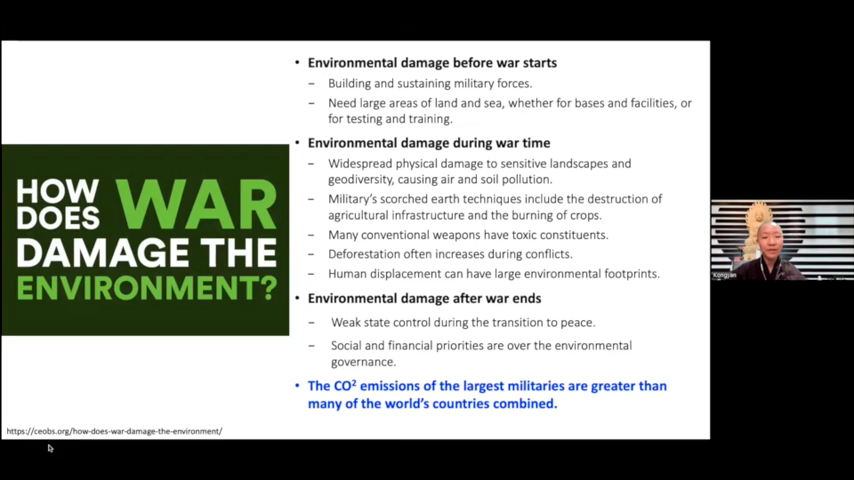 HOW DOES WAR
DAMAGE THE
ENVIRONMENT?
• Environmental damage before war starts
– Building and sustaining military forces.
– Need large areas of land and sea, whether for bases and facilities, or
for testing and training.
• Environmental damage during war time
– Widespread physical damage to sensitive landscapes and
geodiversity, causing air and soil pollution.
– Military's scorched earth techniques include the destruction of
agricultural infrastructure and the burning of crops.
– Many conventional weapons have toxic constituents.
– Deforestation often increases during conflicts.
– Human displacement can have large environmental footprints.
• Environmental damage after war ends
– Weak state control during the transition to peace.
– Social and financial priorities are over the environmental
governance.
• The CO² emissions of the largest militaries are greater than
many of the world's countries combined.
https://ceobs.org/how-does-war-damage-the-environment/
Kongyan